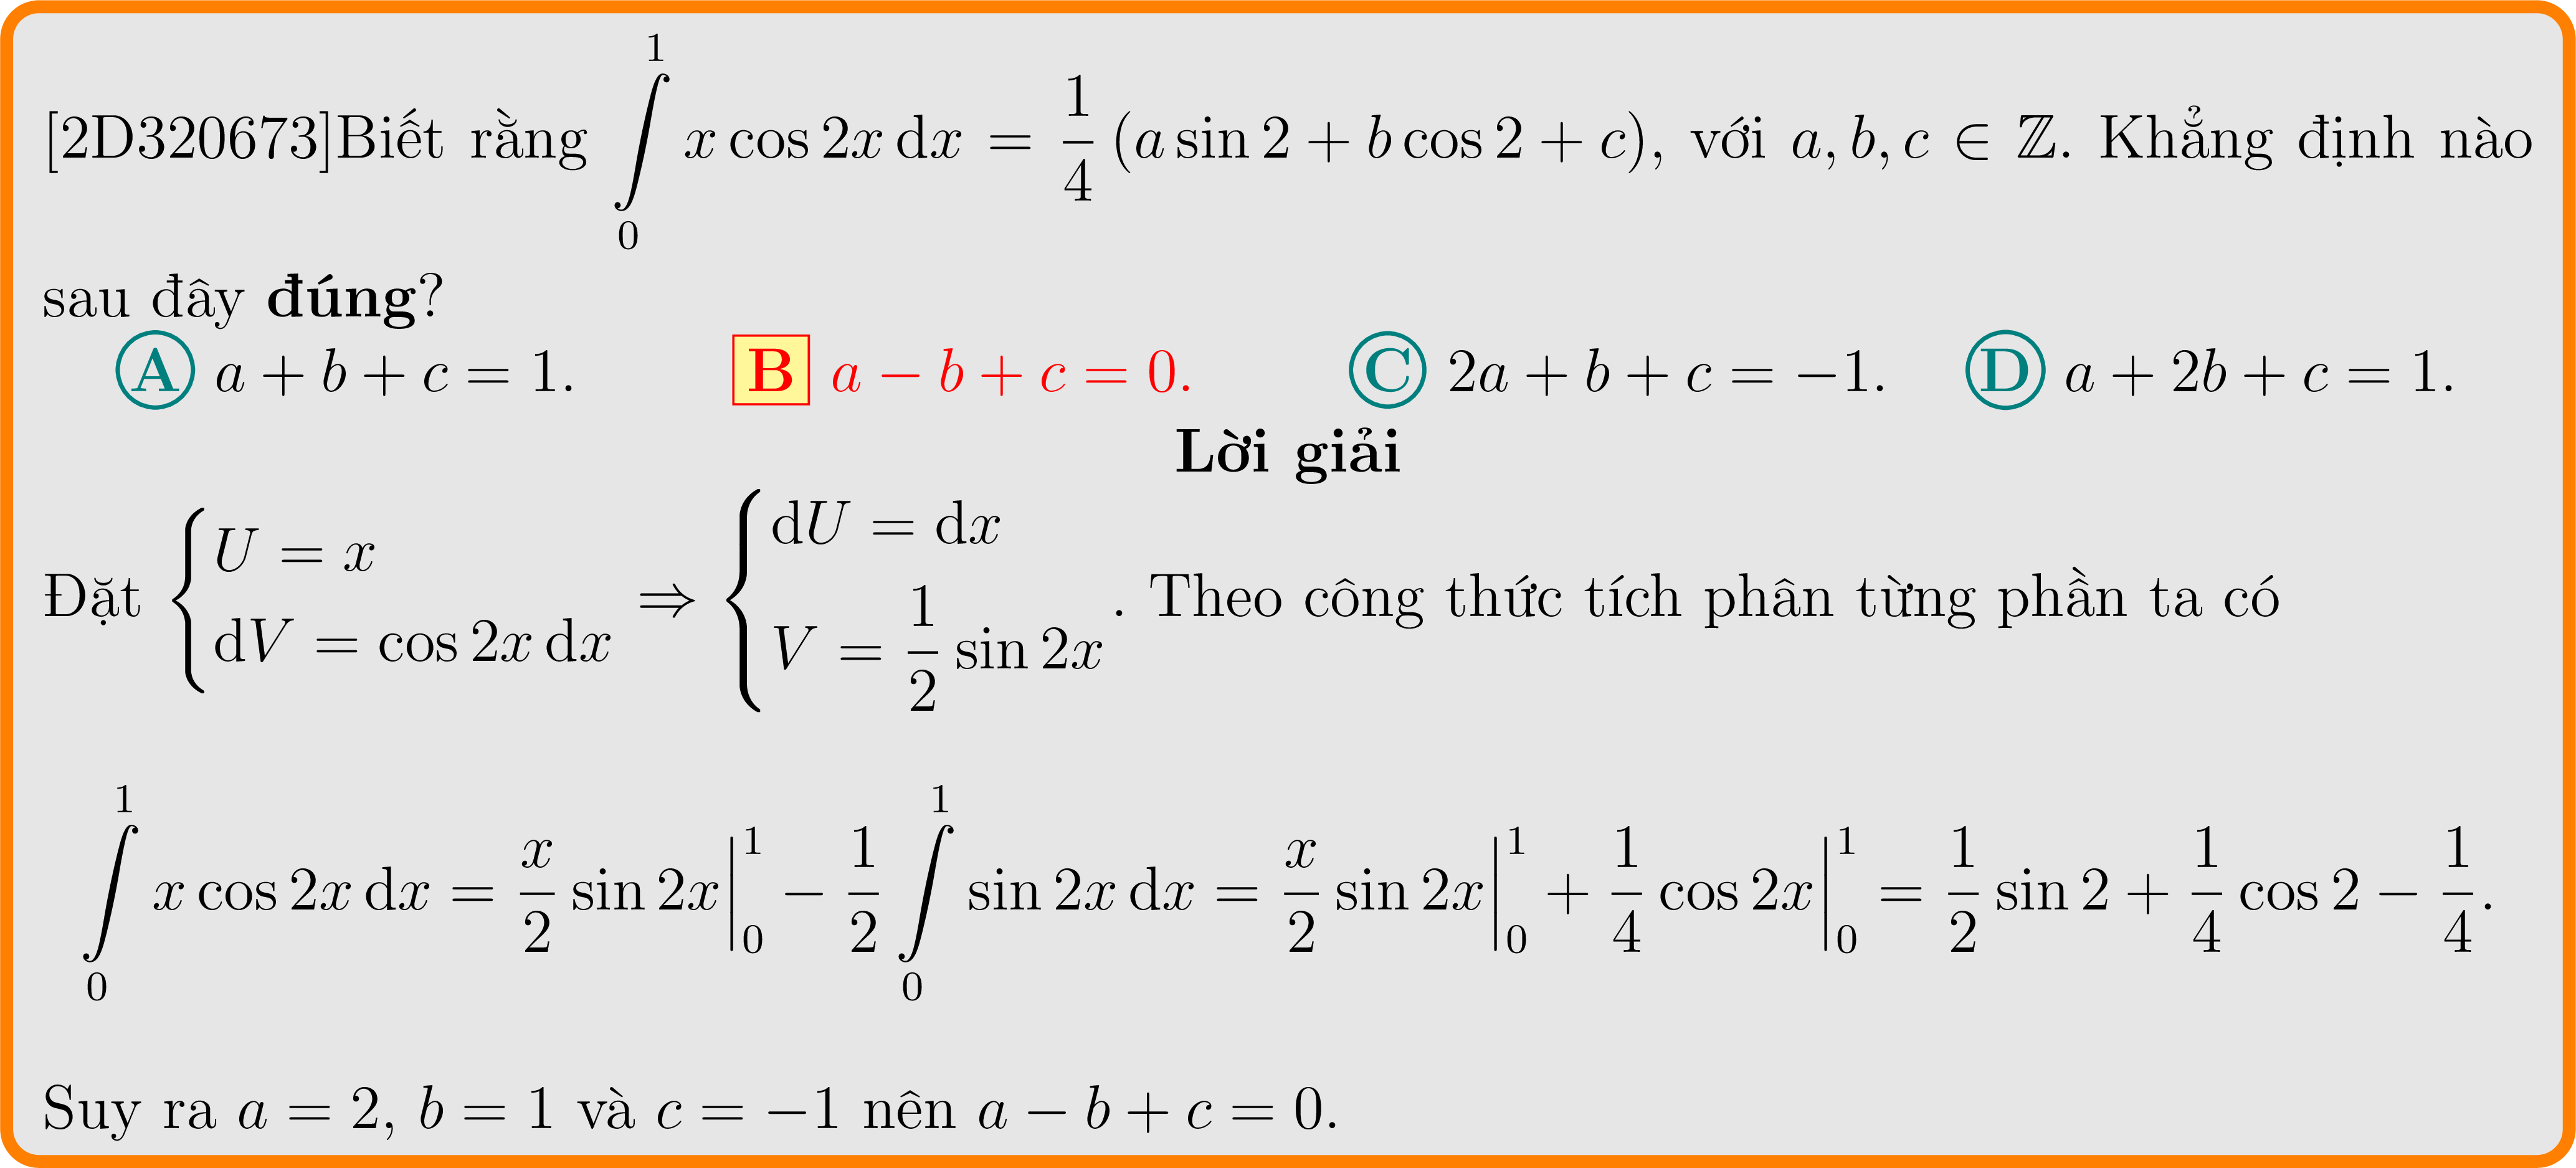 [2D320673]Biết rằng $\int\limits_0^1 x\cos 2x\,\mathrm{d}x = \frac{1}{4}(a\sin 2 + b\cos 2 + c)$, với $a, b, c \in \mathbb{Z}$. Khẳng định nào
sau đây đúng?
A $a + b + c = 1$. B $a - b + c = 0$. C $2a + b + c = -1$. D $a + 2b + c = 1$.
Lời giải
Đặt $\begin{cases} U = x \\ \mathrm{d}V = \cos 2x\,\mathrm{d}x \end{cases} \Rightarrow \begin{cases} \mathrm{d}U = \mathrm{d}x \\ V = \frac{1}{2}\sin 2x \end{cases}$. Theo công thức tích phân từng phần ta có
$\int\limits_0^1 x\cos 2x\,\mathrm{d}x = \frac{x}{2}\sin 2x\Big|_0^1 - \frac{1}{2}\int\limits_0^1 \sin 2x\,\mathrm{d}x = \frac{x}{2}\sin 2x\Big|_0^1 + \frac{1}{4}\cos 2x\Big|_0^1 = \frac{1}{2}\sin 2 + \frac{1}{4}\cos 2 - \frac{1}{4}.$
Suy ra $a = 2$, $b = 1$ và $c = -1$ nên $a - b + c = 0$.